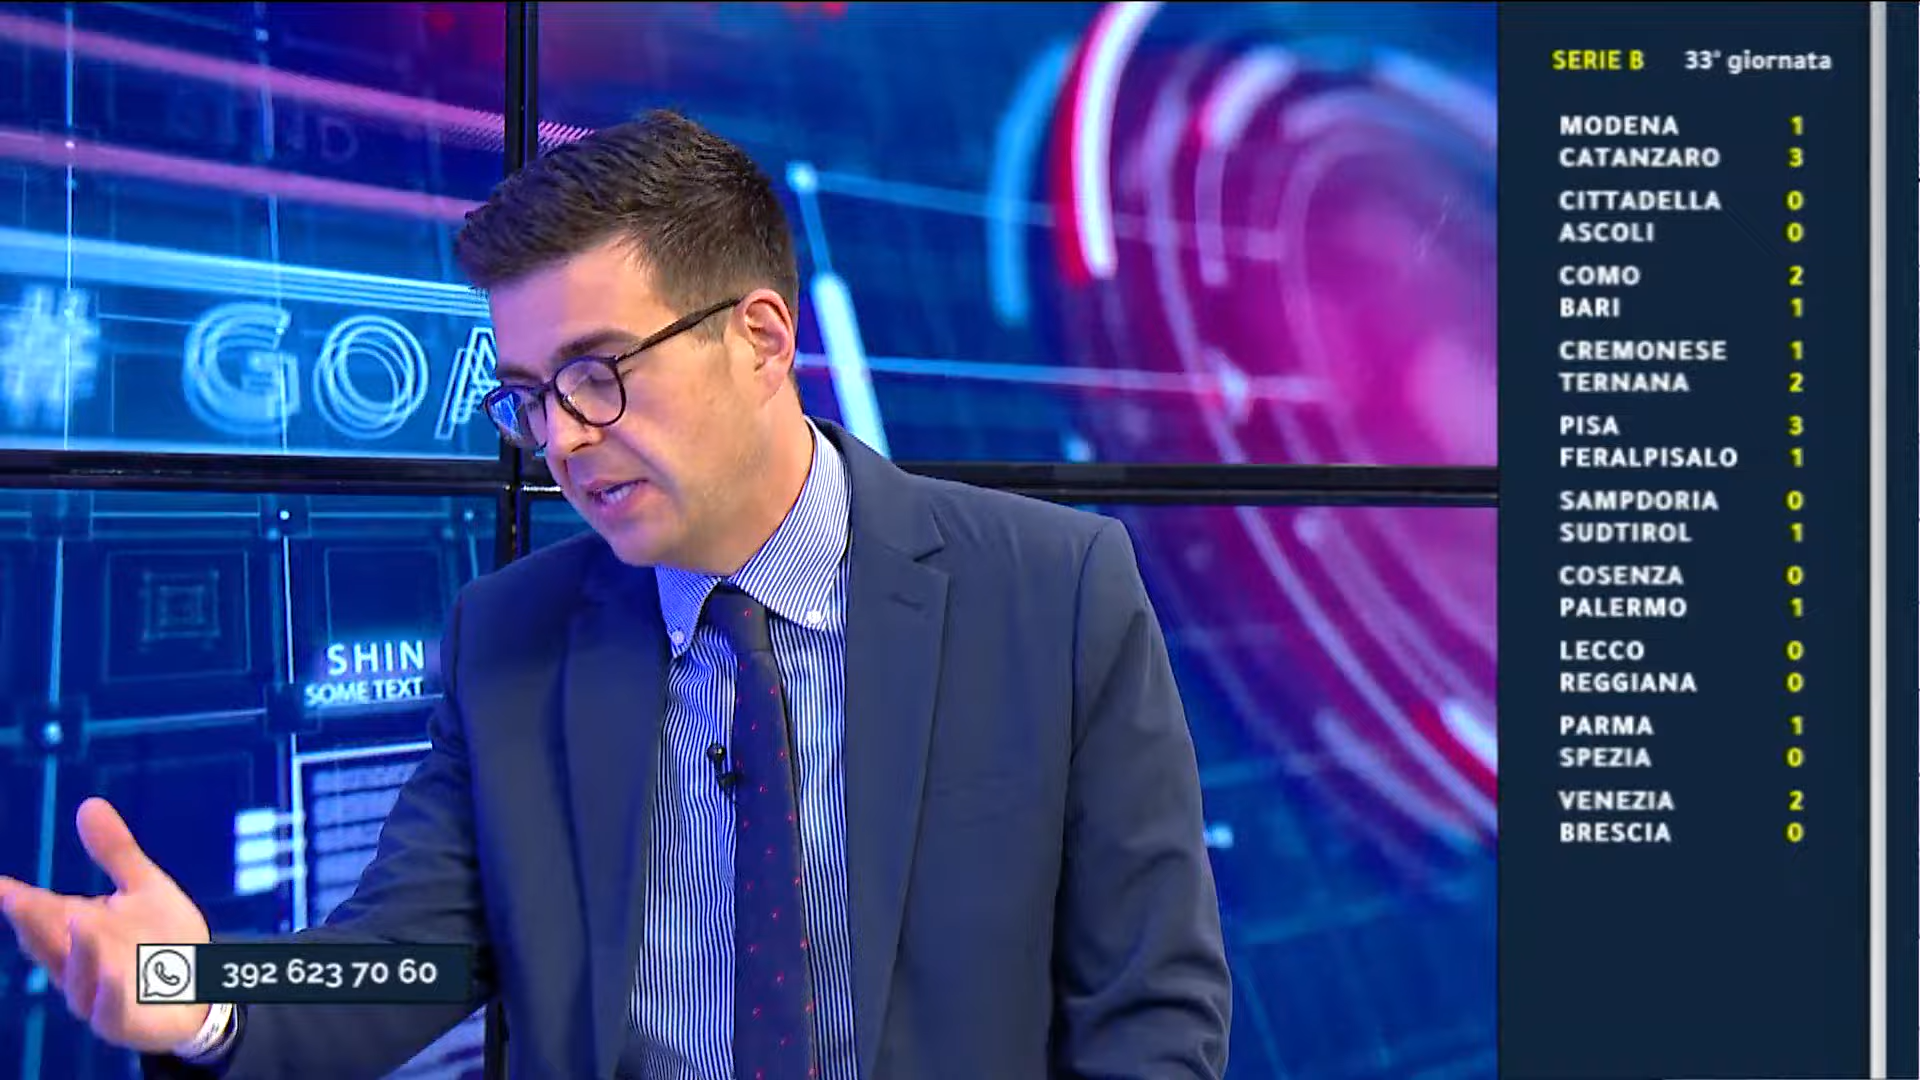 # GOA
SHIN
SOME TEXT
392 623 70 60
SERIE B 33° giornata
MODENA 1
CATANZARO 3
CITTADELLA 0
ASCOLI 0
COMO 2
BARI 1
CREMONESE 1
TERNANA 2
PISA 3
FERALPISALO 1
SAMPDORIA 0
SUDTIROL 1
COSENZA 0
PALERMO 1
LECCO 0
REGGIANA 0
PARMA 1
SPEZIA 0
VENEZIA 2
BRESCIA 0